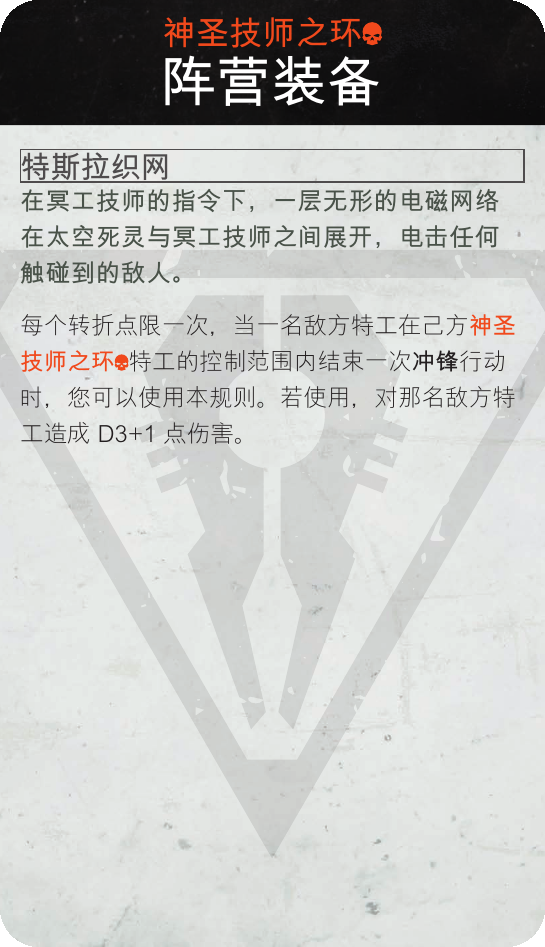 神圣技师之环
阵营装备
特斯拉织网
在冥工技师的指令下，一层无形的电磁网络
在太空死灵与冥工技师之间展开，电击任何
触碰到的敌人。
每个转折点限一次，当一名敌方特工在己方神圣
技师之环特工的控制范围内结束一次冲锋行动
时，您可以使用本规则。若使用，对那名敌方特
工造成 D3+1 点伤害。